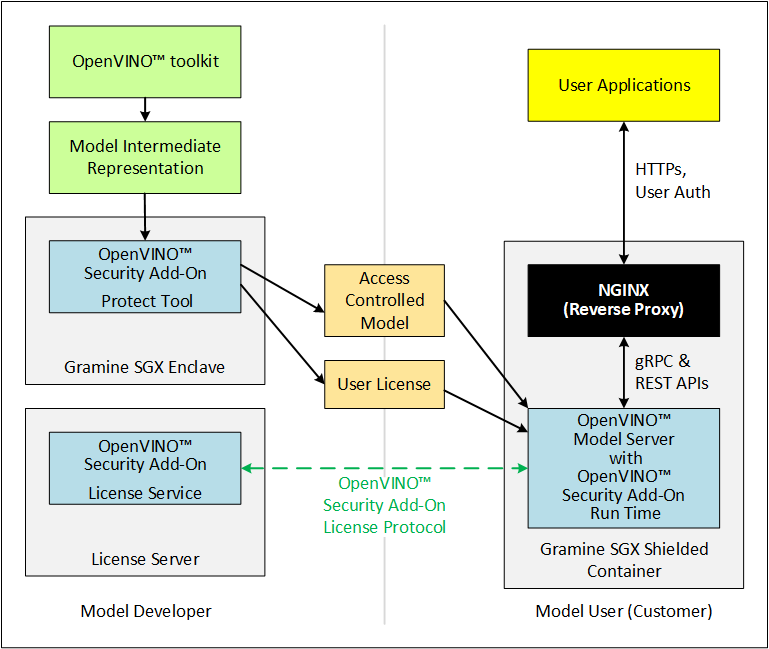 OpenVINO™ toolkit
Model Intermediate
Representation
OpenVINO™
Security Add-On
Protect Tool
Gramine SGX Enclave
OpenVINO™
Security Add-On
License Service
License Server
Model Developer
Access
Controlled
Model
User License
OpenVINO™
Security Add-On
License Protocol
User Applications
HTTPs,
User Auth
NGINX
(Reverse Proxy)
gRPC &
REST APIs
OpenVINO™
Model Server
with
OpenVINO™
Security Add-On
Run Time
Gramine SGX Shielded
Container
Model User (Customer)